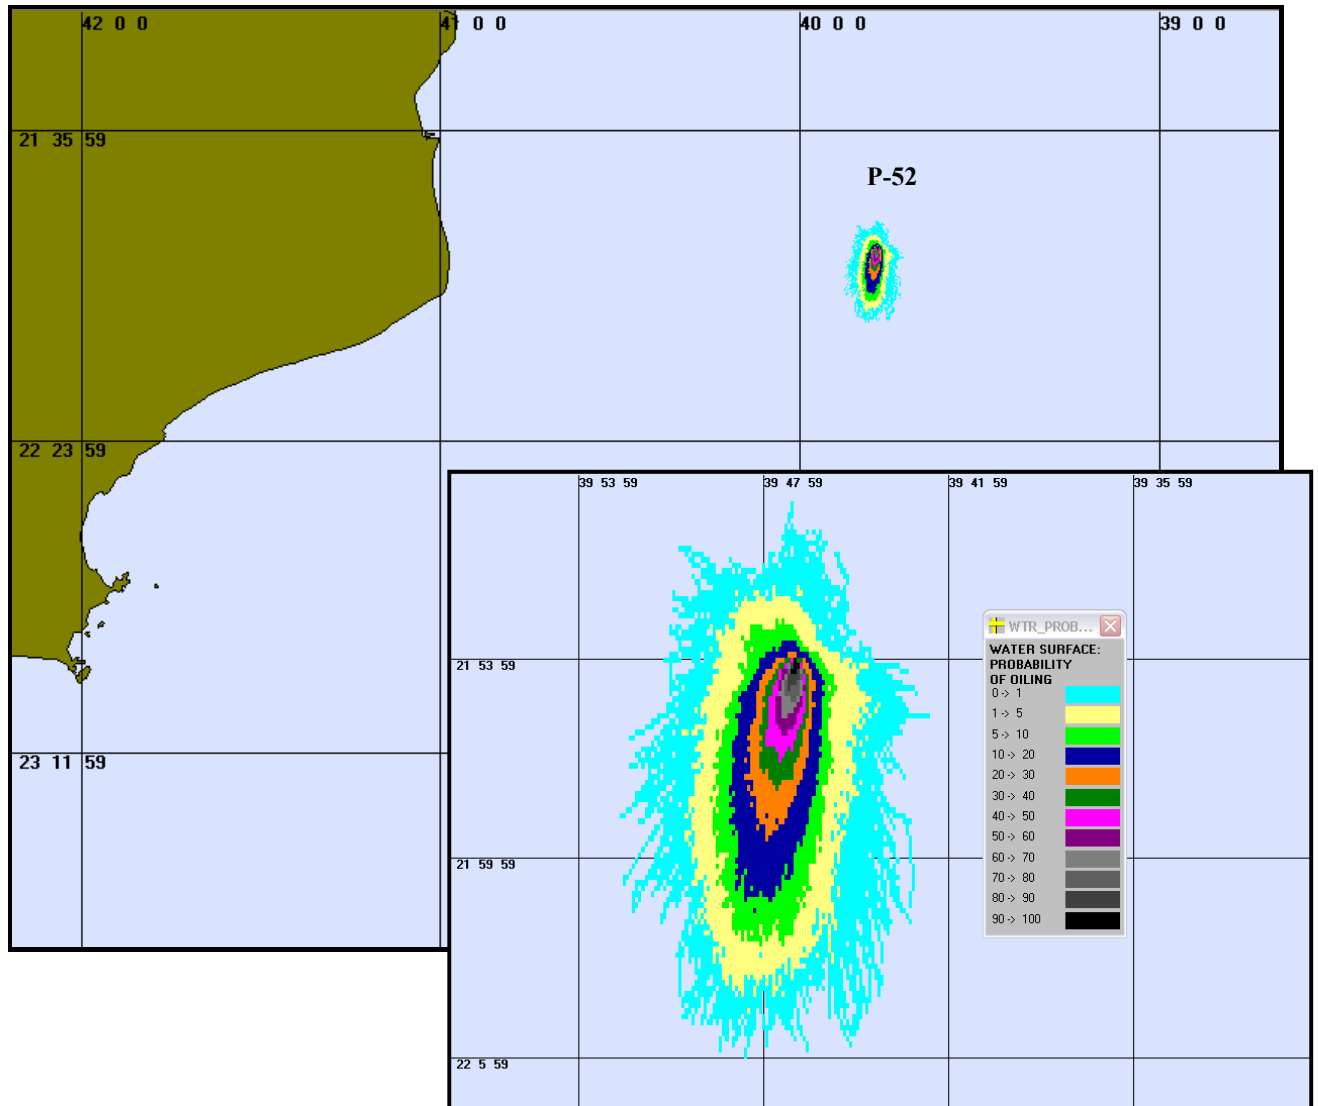 42 0 0
41 0 0
40 0 0
39 0 0
21 35 59
P-52
22 23 59
23 11 59
39 53 59
39 47 59
39 41 59
39 35 59
21 53 59
21 59 59
22 5 59
WTR_PROB...
WATER SURFACE:
PROBABILITY
OF OILING
0 -> 1
1 -> 5
5 -> 10
10 -> 20
20 -> 30
30 -> 40
40 -> 50
50 -> 60
60 -> 70
70 -> 80
80 -> 90
90 -> 100